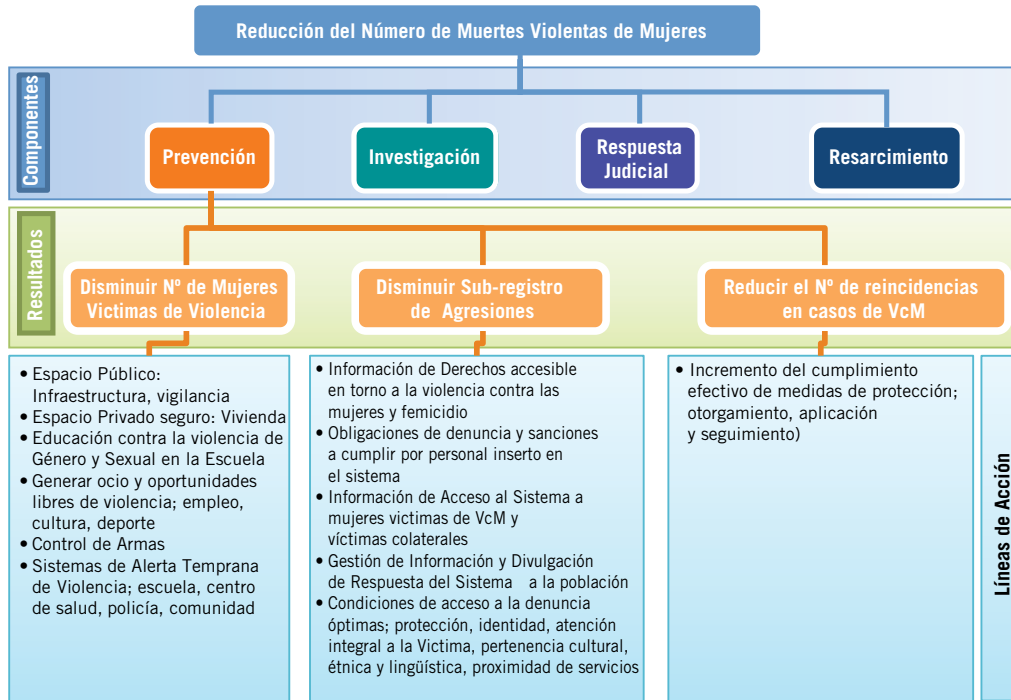 Reducción del Número de Muertes Violentas de Mujeres
Componentes
Prevención
Investigación
Respuesta
Judicial
Resarcimiento
Resultados
Disminuir Nº de Mujeres
Victimas de Violencia
Disminuir Sub-registro
de Agresiones
Reducir el Nº de reincidencias
en casos de VcM
• Espacio Público:
Infraestructura, vigilancia
• Espacio Privado seguro: Vivienda
• Educación contra la violencia de
Género y Sexual en la Escuela
• Generar ocio y oportunidades
libres de violencia; empleo,
cultura, deporte
• Control de Armas
• Sistemas de Alerta Temprana
de Violencia; escuela, centro
de salud, policía, comunidad
• Información de Derechos accesible
en torno a la violencia contra las
mujeres y femicidio
• Obligaciones de denuncia y sanciones
a cumplir por personal inserto en
el sistema
• Información de Acceso al Sistema a
mujeres victimas de VcM y
víctimas colaterales
• Gestión de Información y Divulgación
de Respuesta del Sistema a la población
• Condiciones de acceso a la denuncia
óptimas; protección, identidad, atención
integral a la Victima, pertenencia cultural,
étnica y lingüística, proximidad de servicios
• Incremento del cumplimiento
efectivo de medidas de protección;
otorgamiento, aplicación
y seguimiento)
Líneas de Acción